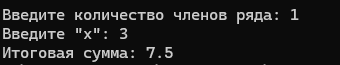 Введите количество членов ряда: 1
Введите "x": 3
Итоговая сумма: 7.5